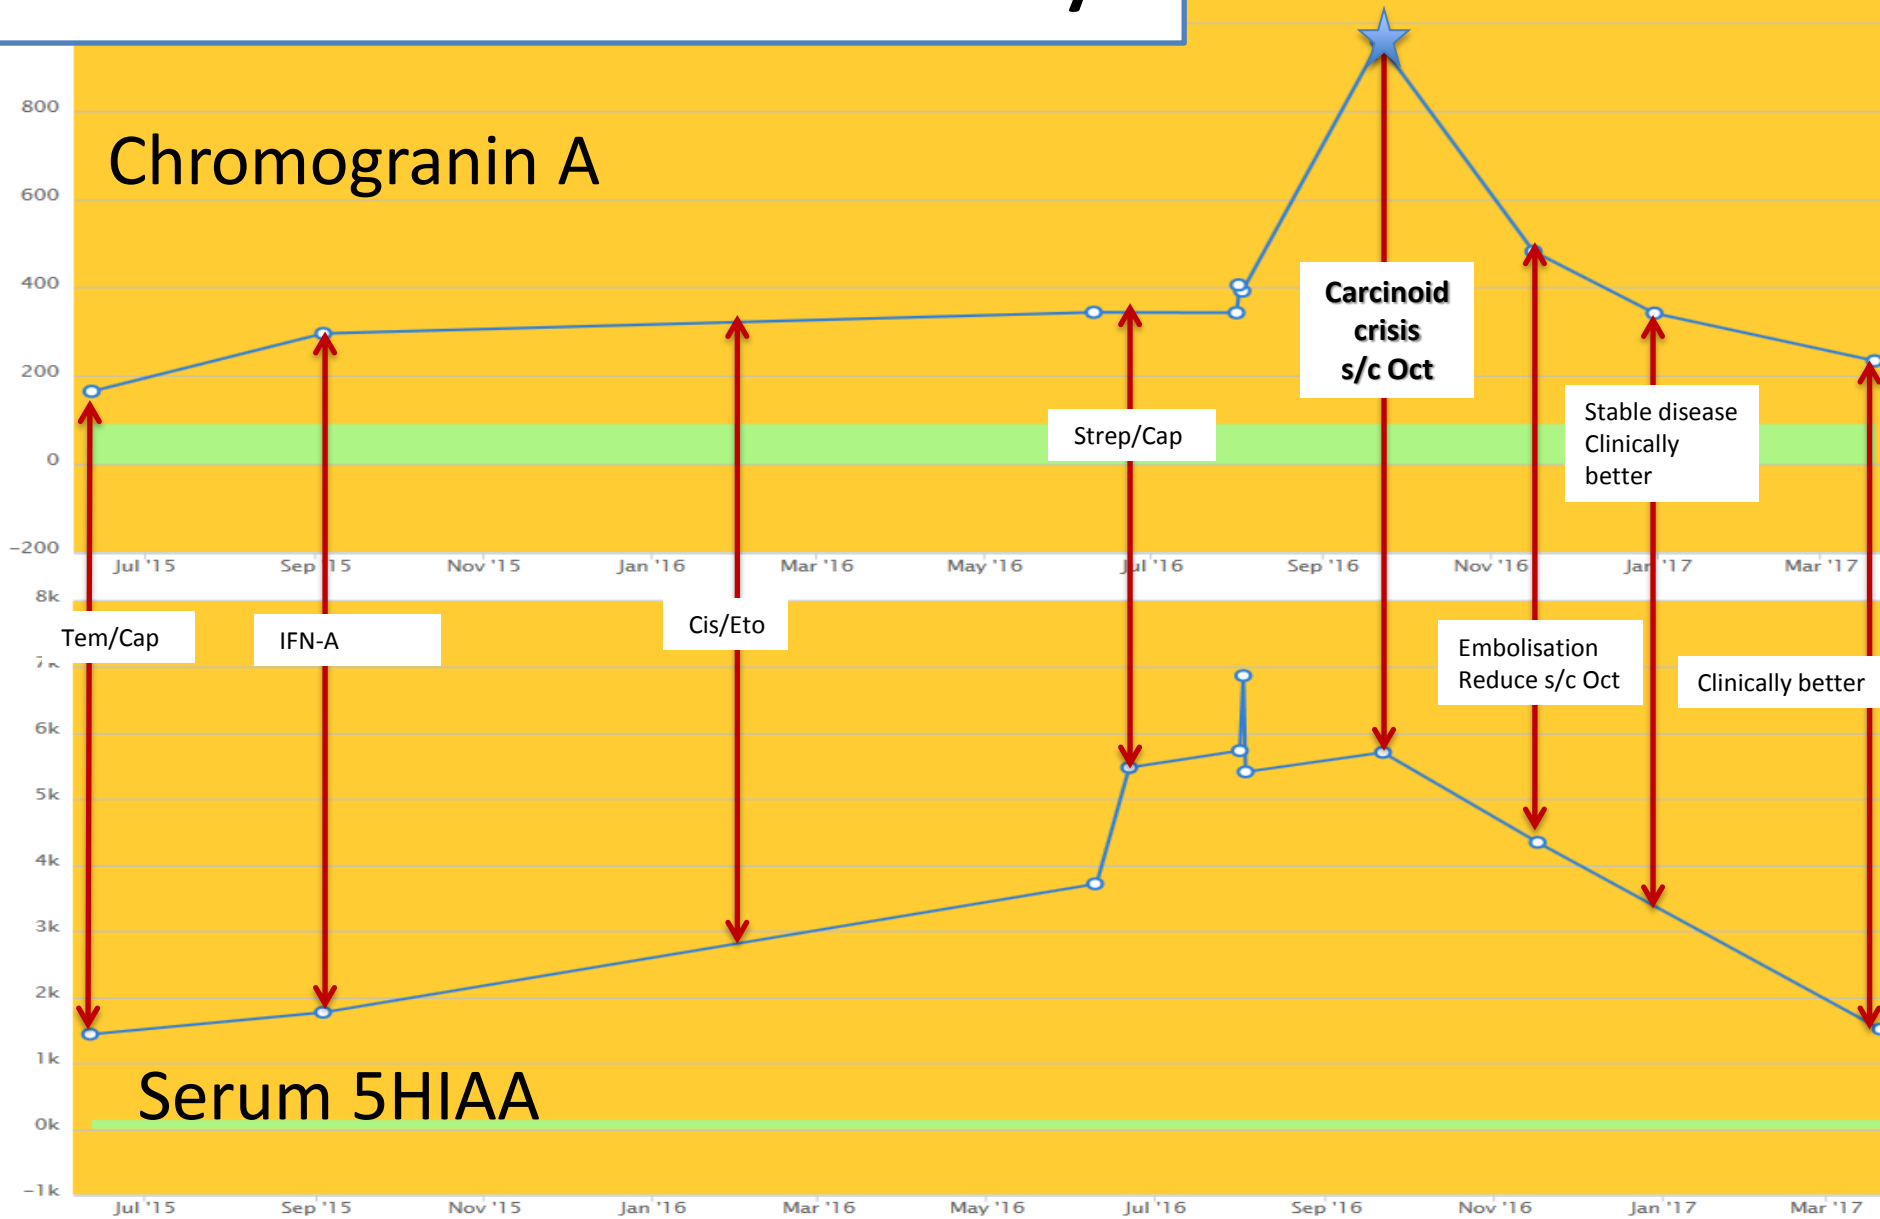 800
Chromogranin A
600
400
200
0
-200
Carcinoid
crisis
s/c Oct
Strep/Cap
Stable disease
Clinically
better
Jul '15
Sep '15
Nov '15
Jan '16
Mar '16
May '16
Jul '16
Sep '16
Nov '16
Jan '17
Mar '17
8k
Tem/Cap
IFN-A
Cis/Eto
Embolisation
Reduce s/c Oct
Clinically better
7k
6k
5k
4k
3k
2k
1k
Serum 5HIAA
0k
-1k
Jul '15
Sep '15
Nov '15
Jan '16
Mar '16
May '16
Jul '16
Sep '16
Nov '16
Jan '17
Mar '17